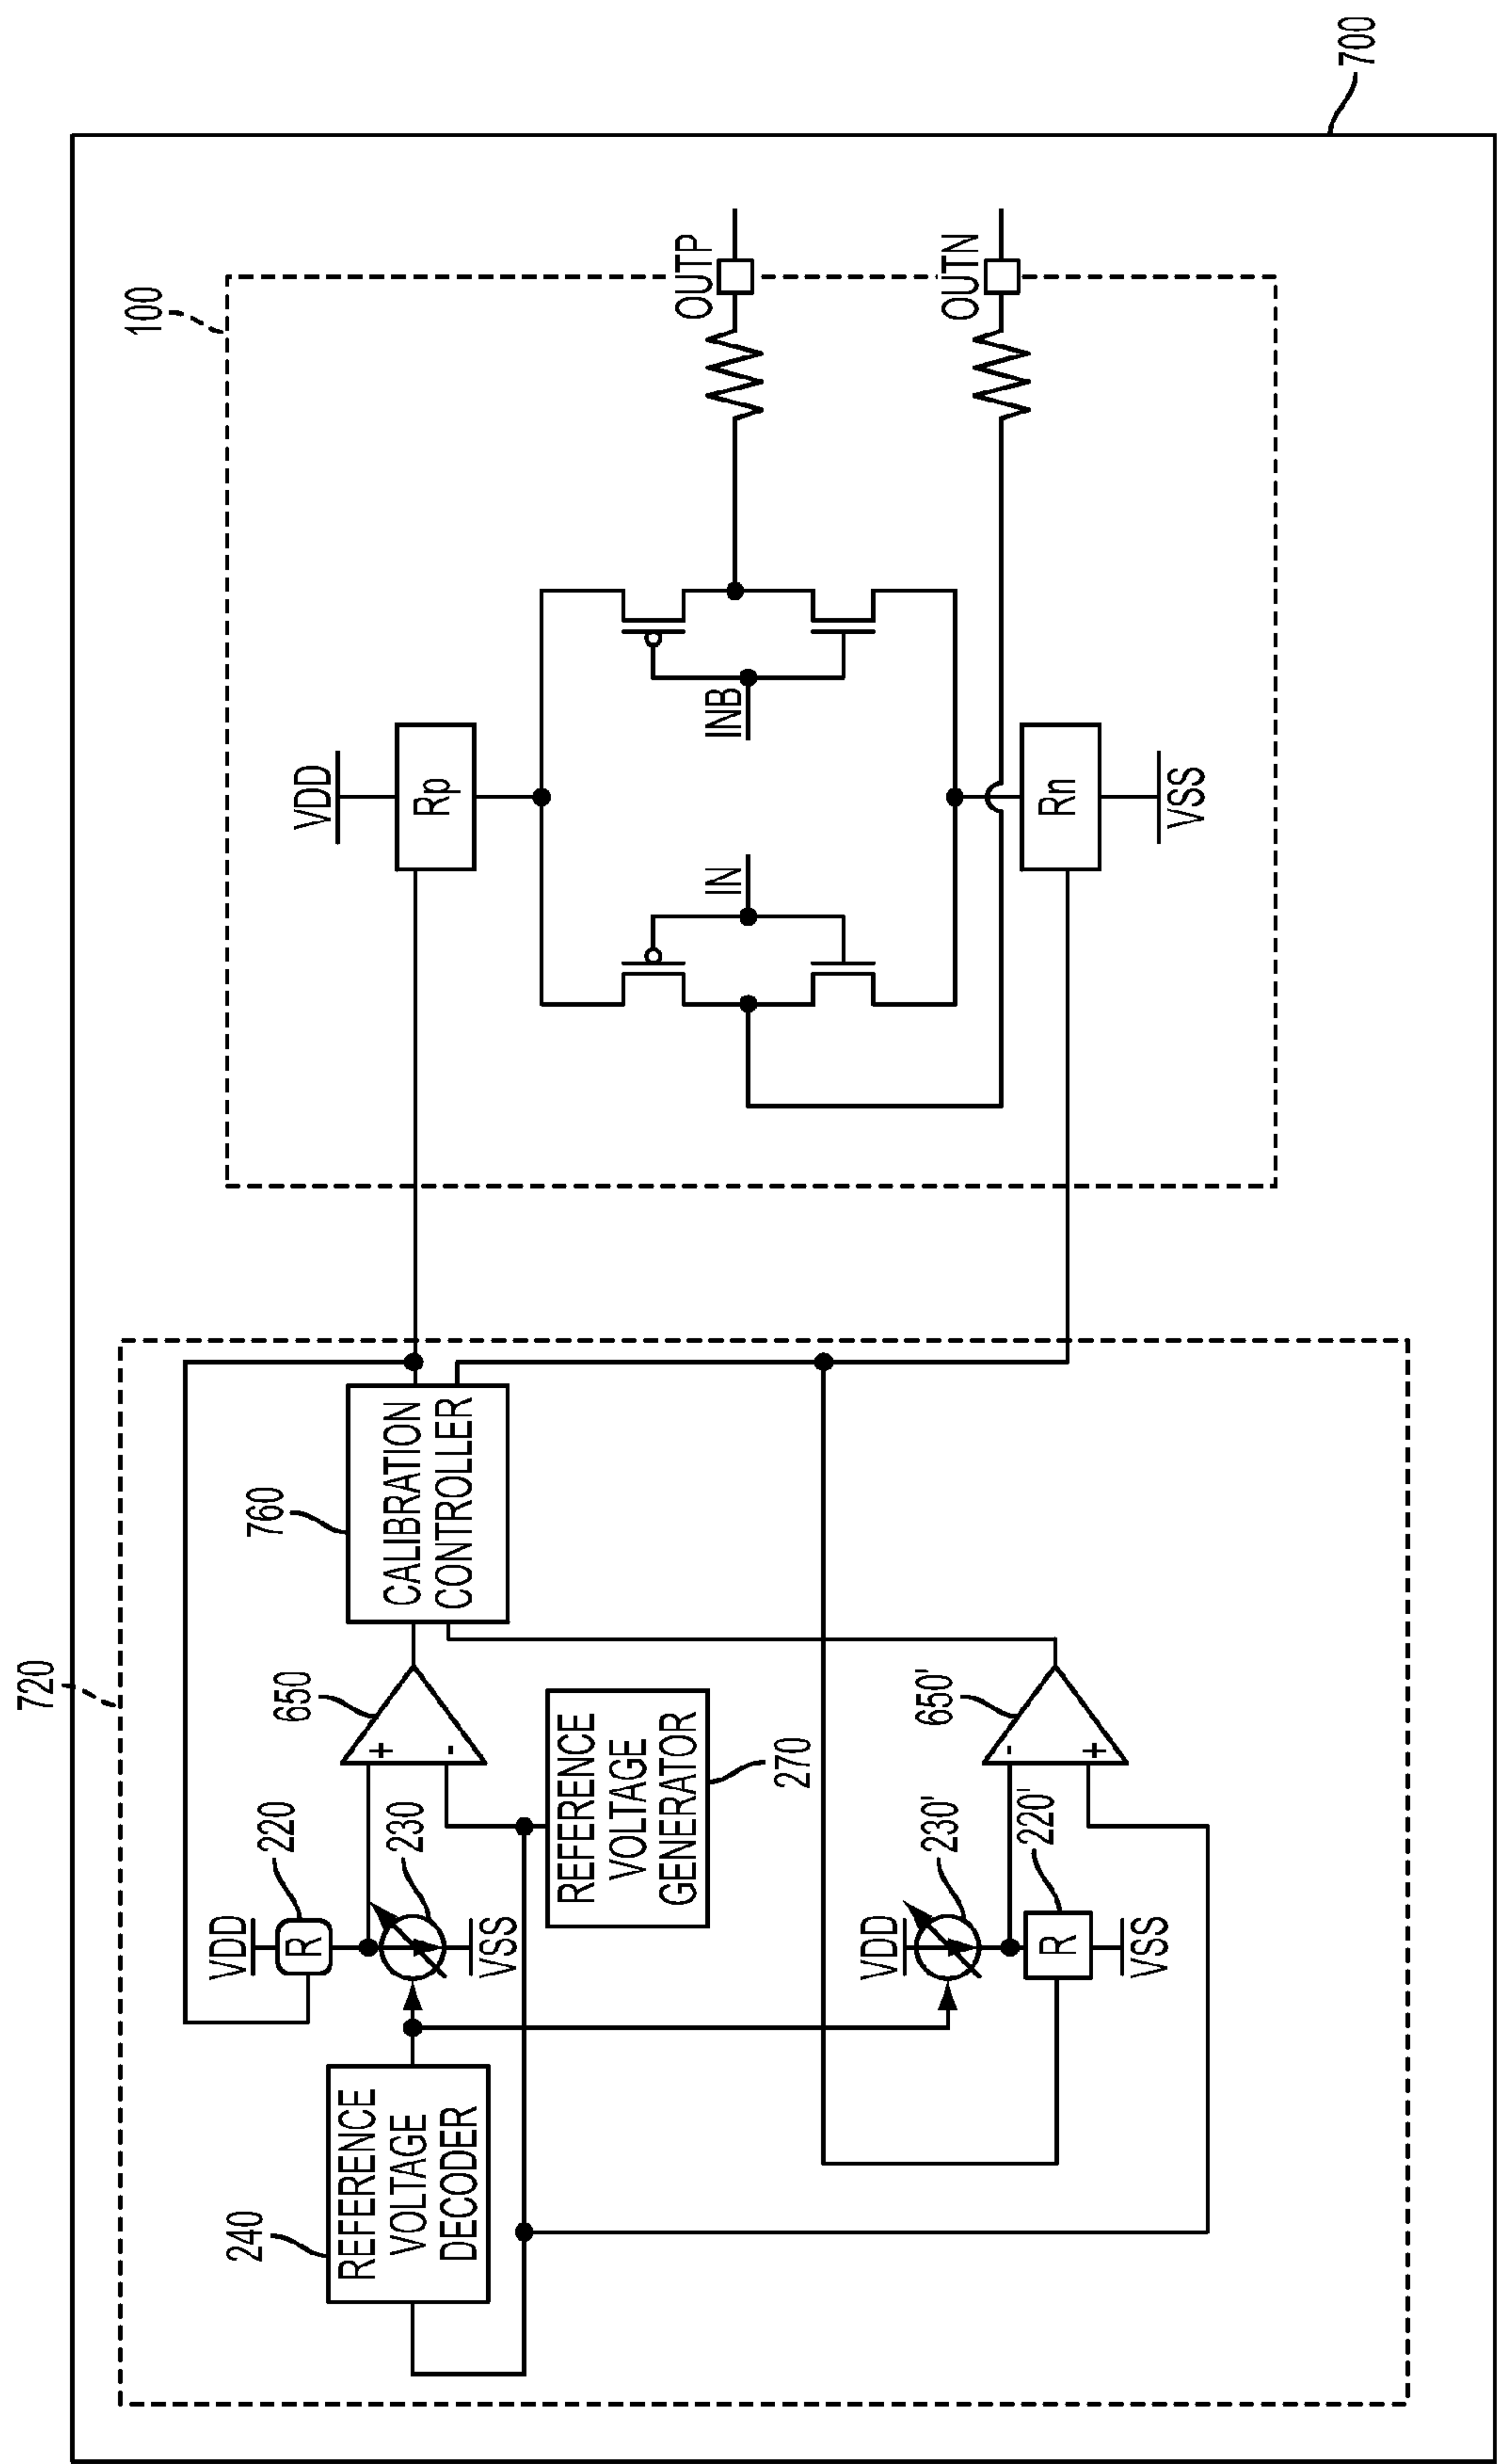 720
240
REFERENCE
VOLTAGE
DECODER
VDD
220
R
230
VSS
650
+
-
REFERENCE
VOLTAGE
GENERATOR
270
760
CALIBRATION
CONTROLLER
VDD
230'
220'
R
VSS
650'
-
+
100
VDD
Rp
IN
INB
Rn
VSS
OUTP
OUTN
700